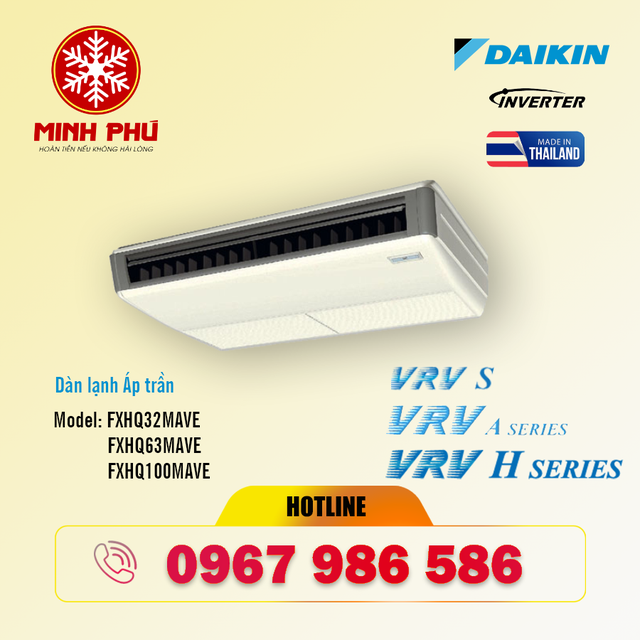 MINH PHÚ
HOÀN TIỀN NẾU KHÔNG HÀI LÒNG
DAIKIN
INVERTER
MADE IN
THAILAND
Dàn lạnh Áp trần
Model: FXHQ32MAVE
FXHQ63MAVE
FXHQ100MAVE
VRV S
VRV A SERIES
VRV H SERIES
HOTLINE
0967 986 586